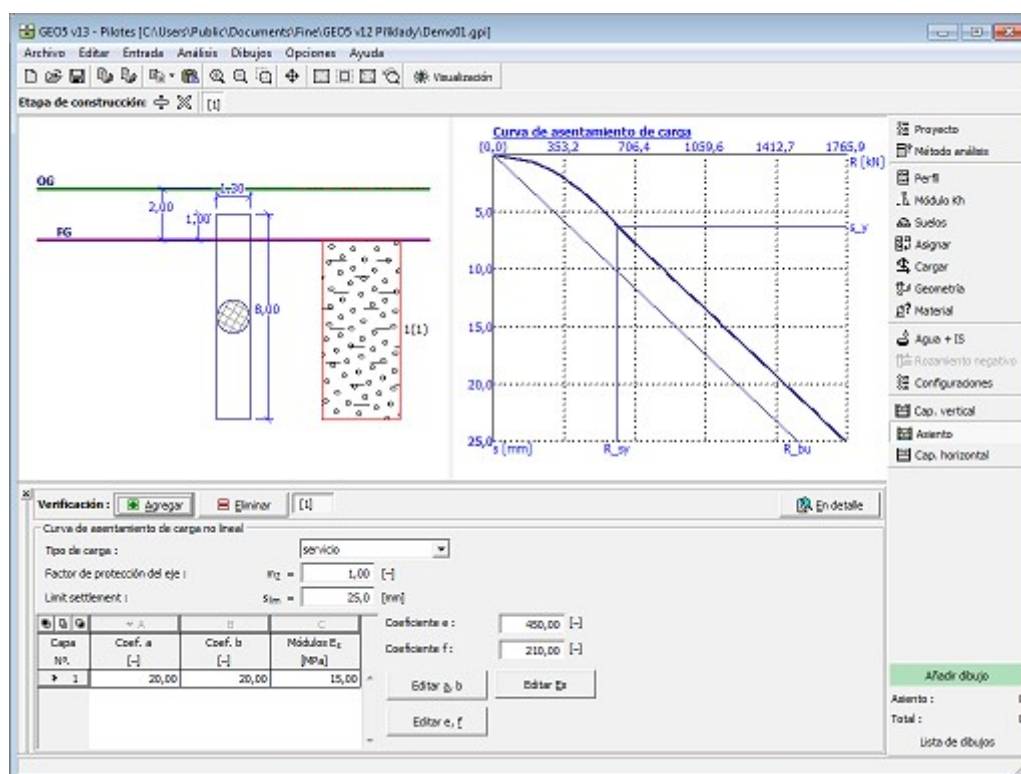 GEO5 v13 - Pilotes [C:\Users\Public\Documents\Fine\GEO5 v12 Příklady\Demo01.gpi]
Archivo Editar Entrada Análisis Dibujos Opciones Ayuda
Visualización
Etapa de construcción: [1]
Curva de asentamiento de carga
[0,0] 353,2 706,4 1059,6 1412,7 1765,9
R [kN]
OG
1,30
2,00
1,00
FG
8,00
1(1)
5,0
s_y
10,0
15,0
20,0
25,0
s [mm] R_sy R_bu
Proyecto
Método análisis
Perfil
Módulo Kh
Suelos
Asignar
Cargar
Geometría
Material
Agua + IS
Rozamiento negativo
Configuraciones
Cap. vertical
Asiento
Cap. horizontal
Verificación : Agregar Eliminar [1] En detalle
Curva de asentamiento de carga no lineal
Tipo de carga : servicio
Factor de protección del eje : m2 = 1,00 [-]
Limit settlement : slim = 25,0 [mm]
A B C
Capa Coef. a Coef. b Módulos Es
Nº. [-] [-] [MPa]
1 20,00 20,00 15,00
Coeficiente e : 450,00 [-]
Coeficiente f : 210,00 [-]
Editar a, b Editar Es
Editar e, f
Añadir dibujo
Asiento :
Total :
Lista de dibujos